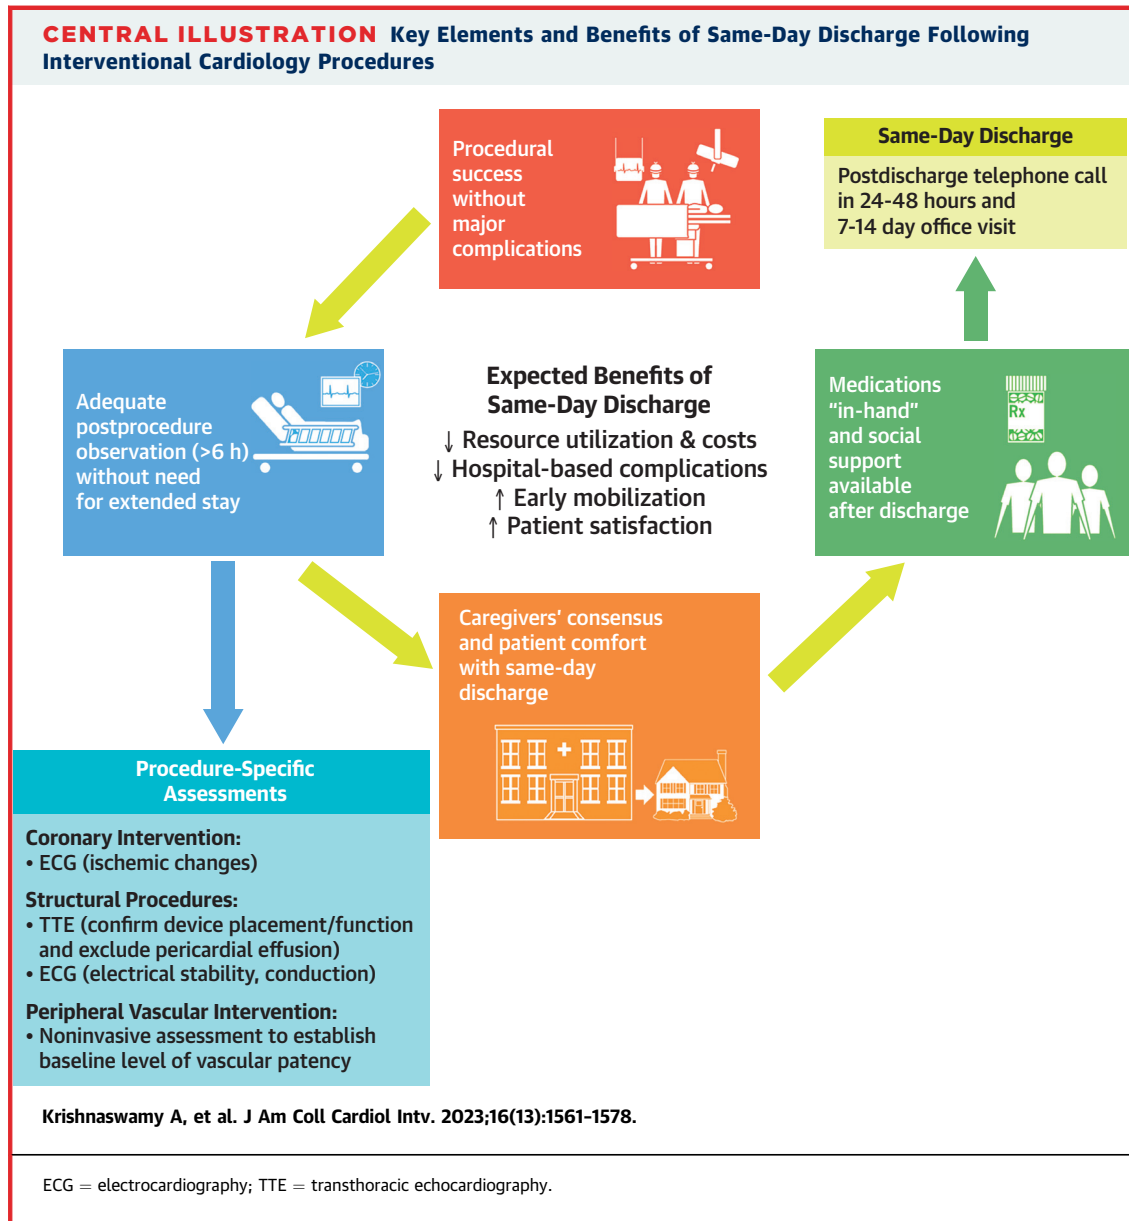 CENTRAL ILLUSTRATION Key Elements and Benefits of Same-Day Discharge Following
Interventional Cardiology Procedures
Procedural
success
without
major
complications
Same-Day Discharge
Postdischarge telephone call
in 24-48 hours and
7-14 day office visit
Adequate
postprocedure
observation (>6 h)
without need
for extended stay
Expected Benefits of
Same-Day Discharge
↓ Resource utilization & costs
↓ Hospital-based complications
↑ Early mobilization
↑ Patient satisfaction
Medications
“in-hand”
and social
support
available
after discharge
Rx
Caregivers’ consensus
and patient comfort
with same-day
discharge
Procedure-Specific
Assessments
Coronary Intervention:
• ECG (ischemic changes)
Structural Procedures:
• TTE (confirm device placement/function
and exclude pericardial effusion)
• ECG (electrical stability, conduction)
Peripheral Vascular Intervention:
• Noninvasive assessment to establish
baseline level of vascular patency
Krishnaswamy A, et al. J Am Coll Cardiol Intv. 2023;16(13):1561-1578.
ECG = electrocardiography; TTE = transthoracic echocardiography.